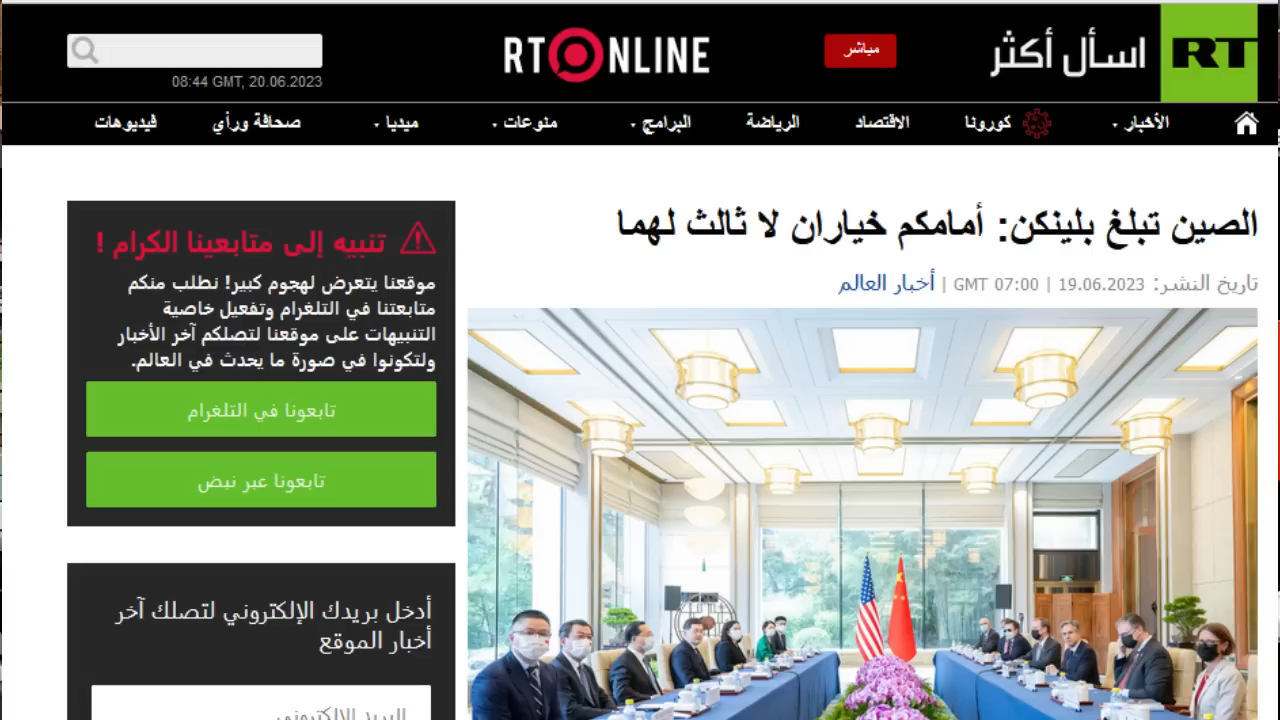 RT
اسأل أكثر
مباشر
RTONLINE
08:44 GMT, 20.06.2023
الأخبار
كورونا
الاقتصاد
الرياضة
البرامج
منوعات
ميديا
صحافة ورأي
فيديوهات
الصين تبلغ بلينكن: أمامكم خياران لا ثالث لهما
تاريخ النشر: 19.06.2023 | 07:00 GMT | أخبار العالم
تنبيه إلى متابعينا الكرام !
موقعنا يتعرض لهجوم كبير! نطلب منكم
متابعتنا في التلغرام وتفعيل خاصية
التنبيهات على موقعنا لتصلكم آخر الأخبار
ولتكونوا في صورة ما يحدث في العالم.
تابعونا في التلغرام
تابعونا عبر نبض
أدخل بريدك الإلكتروني لتصلك آخر
أخبار الموقع
البريد الالكتروني